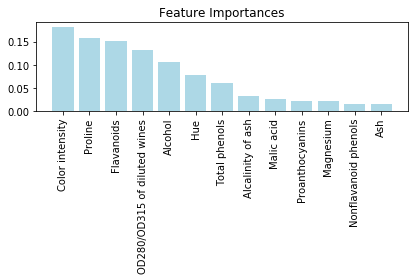 Feature Importances
0.15
0.10
0.05
0.00
Color intensity
Proline
Flavanoids
OD280/OD315 of diluted wines
Alcohol
Hue
Total phenols
Alcalinity of ash
Malic acid
Proanthocyanins
Magnesium
Nonflavanoid phenols
Ash